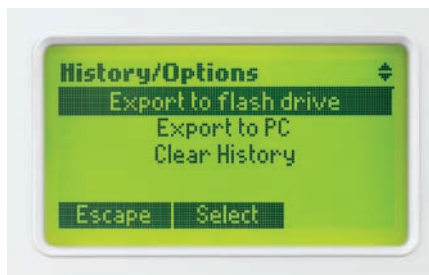 History/Options
Export to flash drive
Export to PC
Clear History
Escape Select